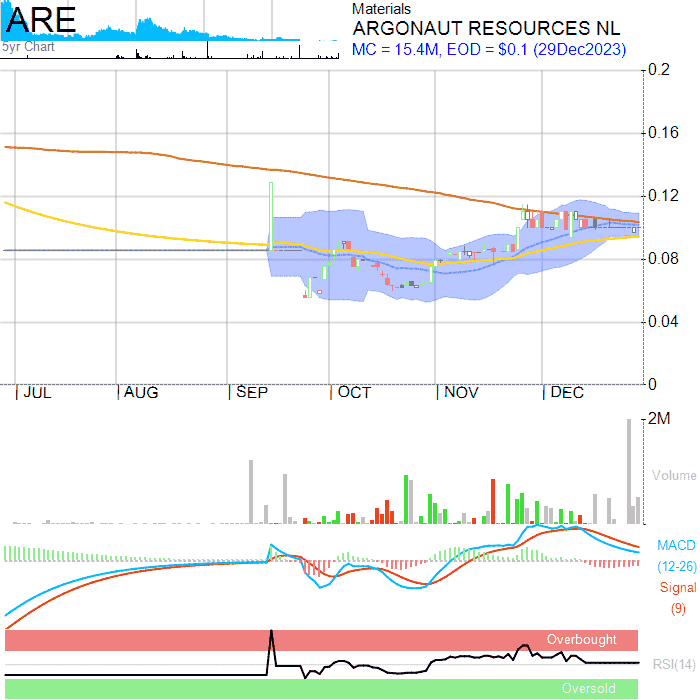 ARE
5yr Chart
Materials
ARGONAUT RESOURCES NL
MC = 15.4M, EOD = $0.1 (29Dec2023)
0.2
0.16
0.12
0.08
0.04
0
JUL AUG SEP OCT NOV DEC
2M
Volume
MACD
(12-26)
Signal
(9)
Overbought
RSI(14)
Oversold